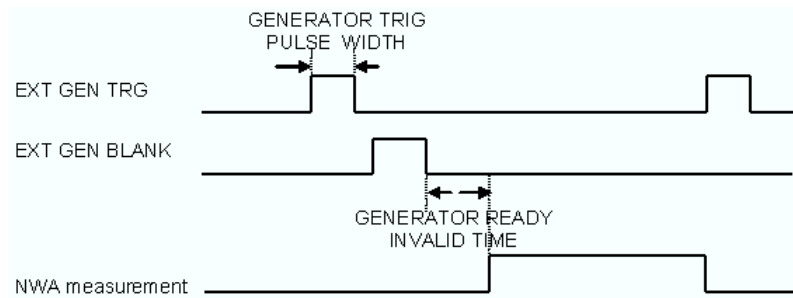 GENERATOR TRIG
PULSE WIDTH
EXT GEN TRG
EXT GEN BLANK
GENERATOR READY
INVALID TIME
NWA measurement